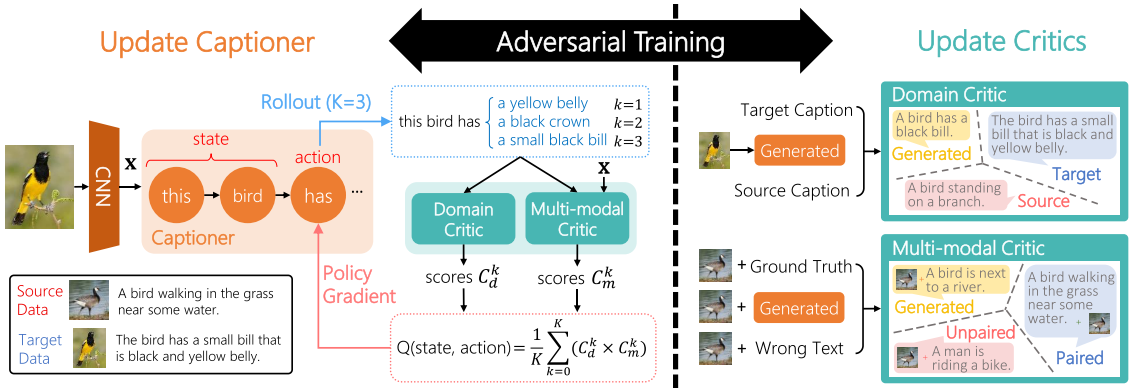 Update Captioner
Adversarial Training
Update Critics
Rollout (K=3)
this bird has
a yellow belly k=1
a black crown k=2
a small black bill k=3
CNN
x
state
action
this
bird
has
...
Captioner
x
Domain
Critic
Multi-modal
Critic
scores C_d^k
scores C_m^k
Policy
Gradient
Q(state, action)= 1/K ∑_{k=0}^{K} (C_d^k × C_m^k)
Source
Data
A bird walking in the grass
near some water.
Target
Data
The bird has a small bill that
is black and yellow belly.
Target Caption
Generated
Source Caption
Domain Critic
A bird has a
black bill.
Generated
The bird has a small
bill that is black and
yellow belly.
Target
A bird standing
on a branch.
Source
+ Ground Truth
+ Generated
+ Wrong Text
Multi-modal Critic
+ A bird is next
to a river.
Generated
A bird walking
in the grass
near some
water. +
Paired
Unpaired
+ A man is
riding a bike.